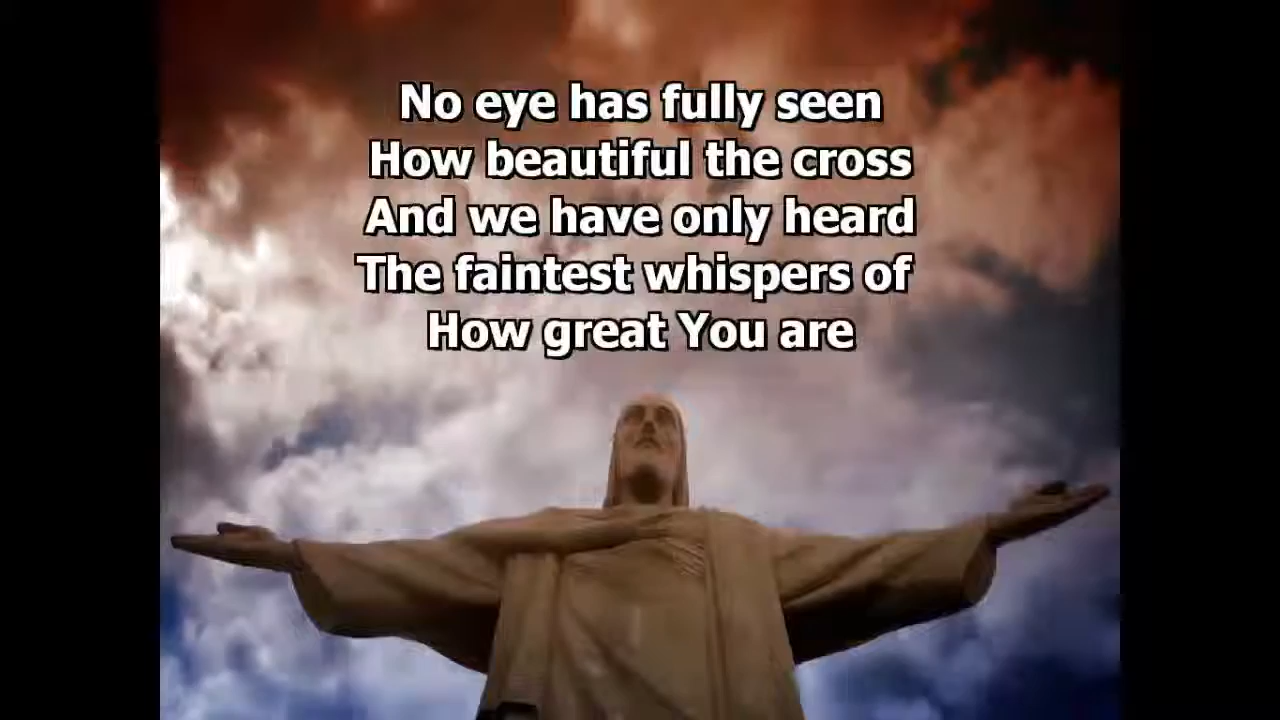 No eye has fully seen
How beautiful the cross
And we have only heard
The faintest whispers of
How great You are